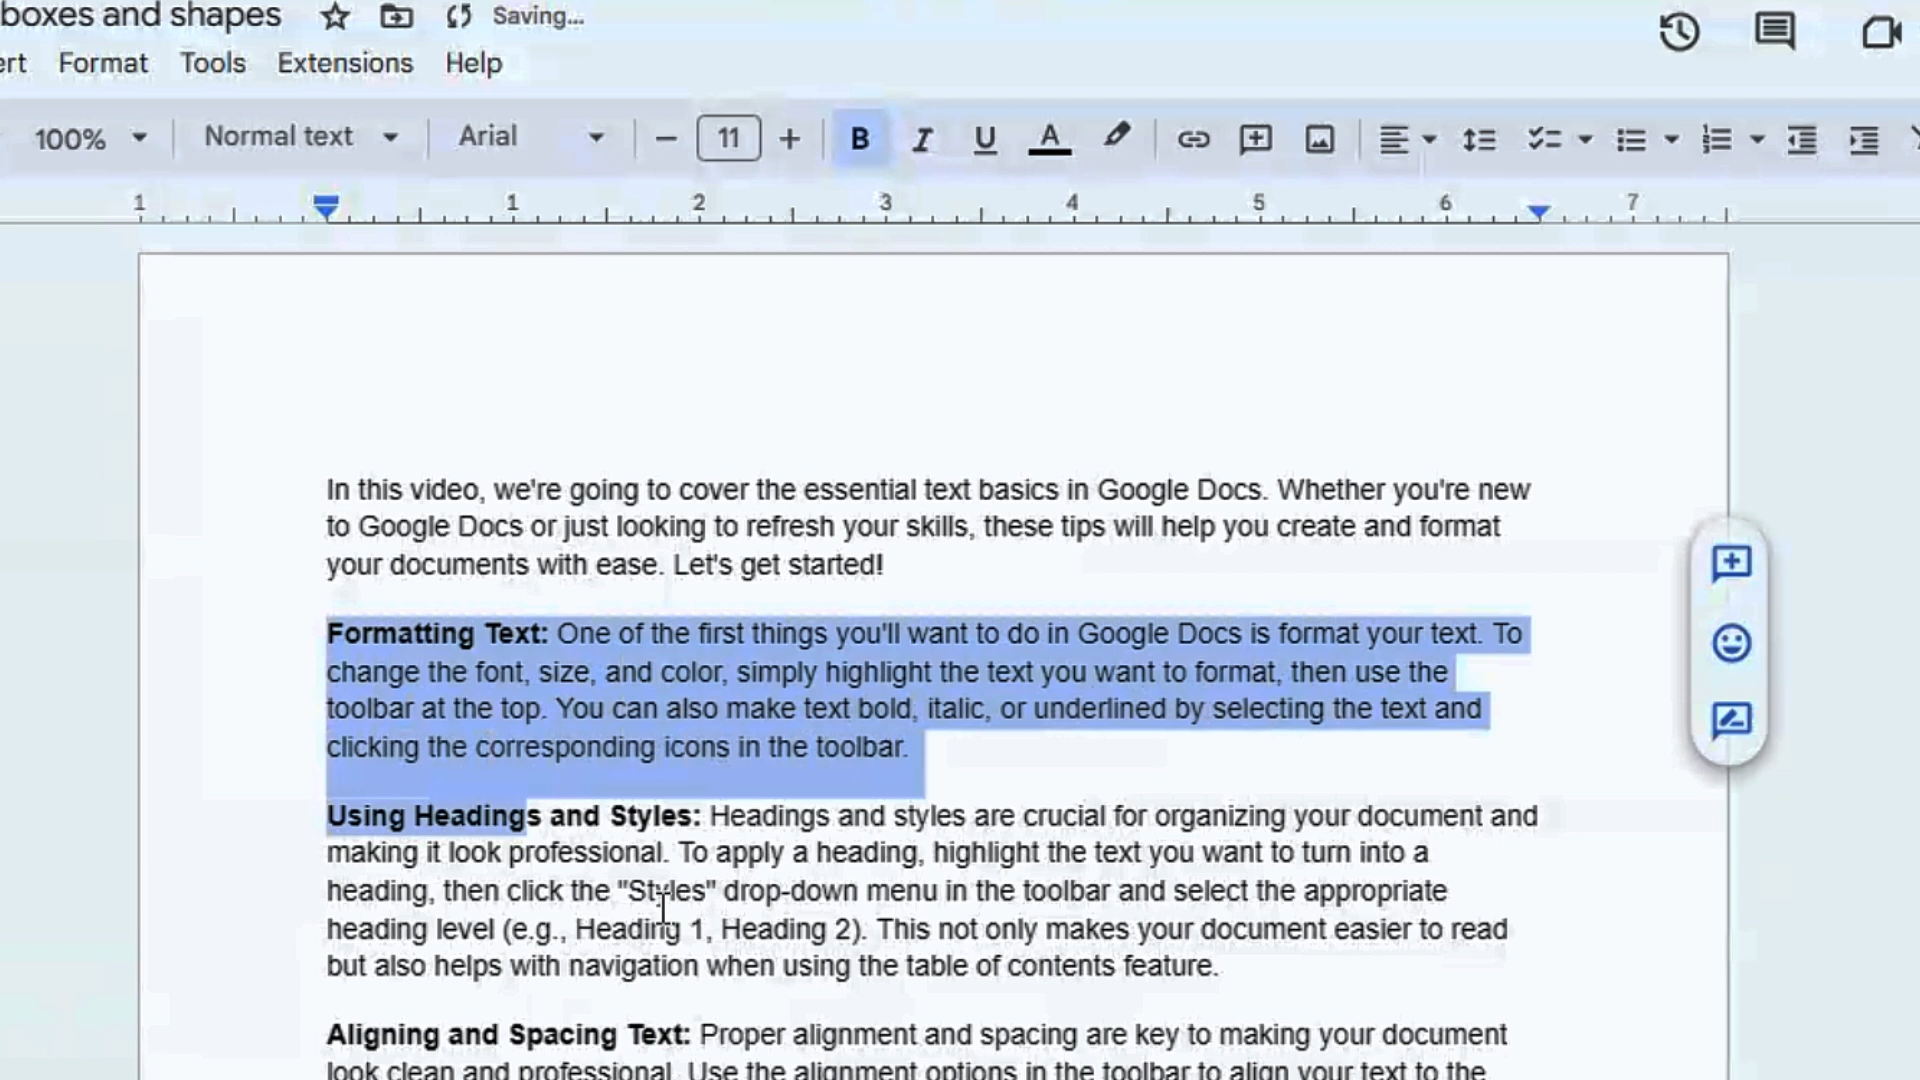 boxes and shapes Saving...
ert Format Tools Extensions Help
100% Normal text Arial 11 B I U A
1 1 2 3 4 5 6 7
In this video, we're going to cover the essential text basics in Google Docs. Whether you're new
to Google Docs or just looking to refresh your skills, these tips will help you create and format
your documents with ease. Let's get started!
Formatting Text: One of the first things you'll want to do in Google Docs is format your text. To
change the font, size, and color, simply highlight the text you want to format, then use the
toolbar at the top. You can also make text bold, italic, or underlined by selecting the text and
clicking the corresponding icons in the toolbar.
Using Headings and Styles: Headings and styles are crucial for organizing your document and
making it look professional. To apply a heading, highlight the text you want to turn into a
heading, then click the "Styles" drop-down menu in the toolbar and select the appropriate
heading level (e.g., Heading 1, Heading 2). This not only makes your document easier to read
but also helps with navigation when using the table of contents feature.
Aligning and Spacing Text: Proper alignment and spacing are key to making your document
look clean and professional. Use the alignment options in the toolbar to align your text to the